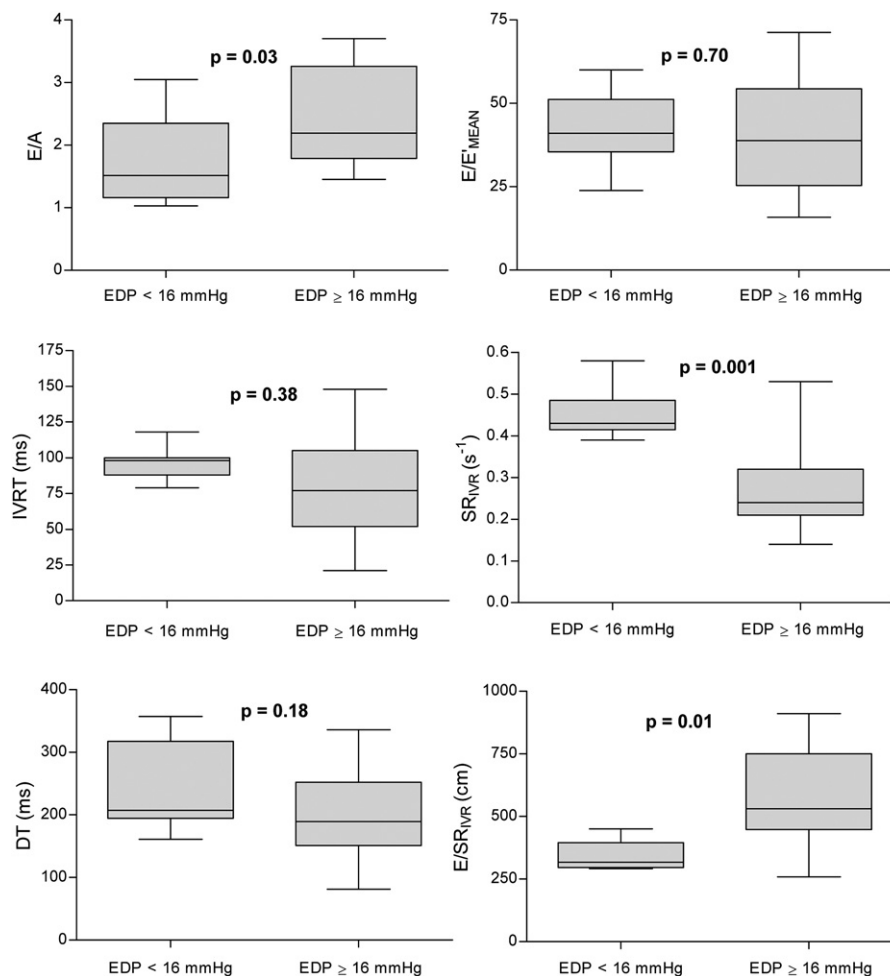 4
3
2
1
0
E/A
p = 0.03
EDP < 16 mmHg
EDP ≥ 16 mmHg
75
50
25
0
E/E'MEAN
p = 0.70
EDP < 16 mmHg
EDP ≥ 16 mmHg
175
150
125
100
75
50
25
0
IVRT (ms)
p = 0.38
EDP < 16 mmHg
EDP ≥ 16 mmHg
0.6
0.5
0.4
0.3
0.2
0.1
0.0
SRIVR (s-1)
p = 0.001
EDP < 16 mmHg
EDP ≥ 16 mmHg
400
300
200
100
0
DT (ms)
p = 0.18
EDP < 16 mmHg
EDP ≥ 16 mmHg
1000
750
500
250
0
E/SRIVR (cm)
p = 0.01
EDP < 16 mmHg
EDP ≥ 16 mmHg